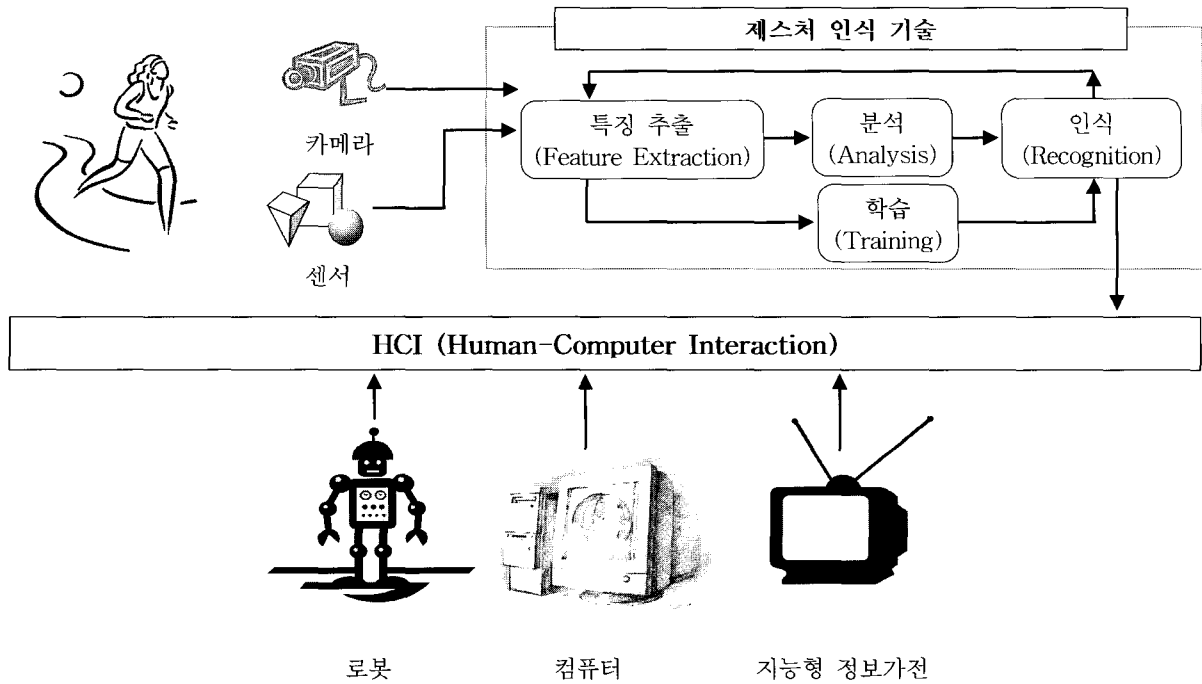 제스처 인식 기술
카메라
센서
특징 추출
(Feature Extraction)
분석
(Analysis)
인식
(Recognition)
학습
(Training)
HCI (Human-Computer Interaction)
로봇
컴퓨터
지능형 정보가전